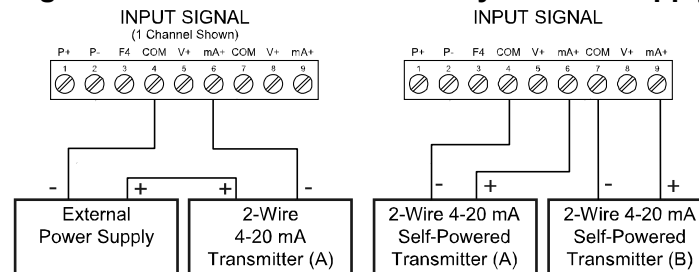 INPUT SIGNAL
(1 Channel Shown)
P+ P- F4 COM V+ mA+ COM V+ mA+
1 2 3 4 5 6 7 8 9
- + + -
External
Power Supply
2-Wire
4-20 mA
Transmitter (A)
INPUT SIGNAL
P+ P- F4 COM V+ mA+ COM V+ mA+
1 2 3 4 5 6 7 8 9
- + - +
2-Wire 4-20 mA
Self-Powered
Transmitter (A)
2-Wire 4-20 mA
Self-Powered
Transmitter (B)